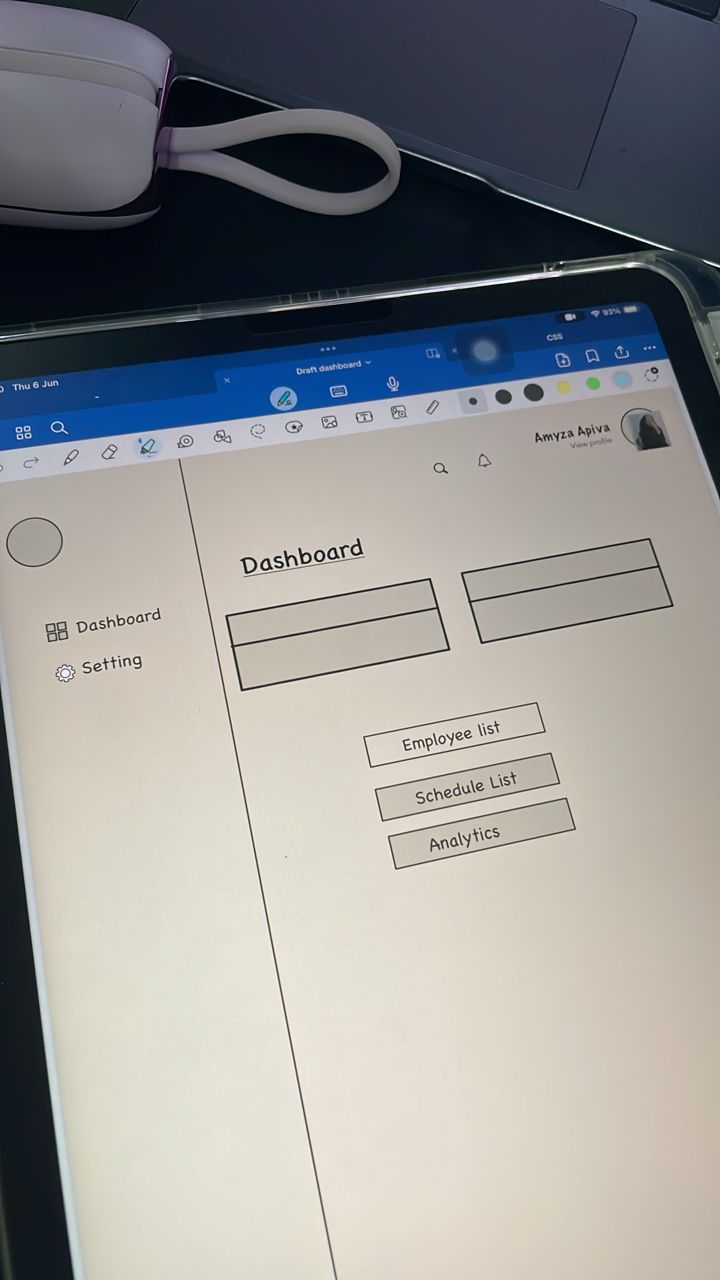 Thu 6 Jun
93%
Draft dashboard
CSS
Amyza Apiva
View profile
Dashboard
Dashboard
Setting
Employee list
Schedule List
Analytics